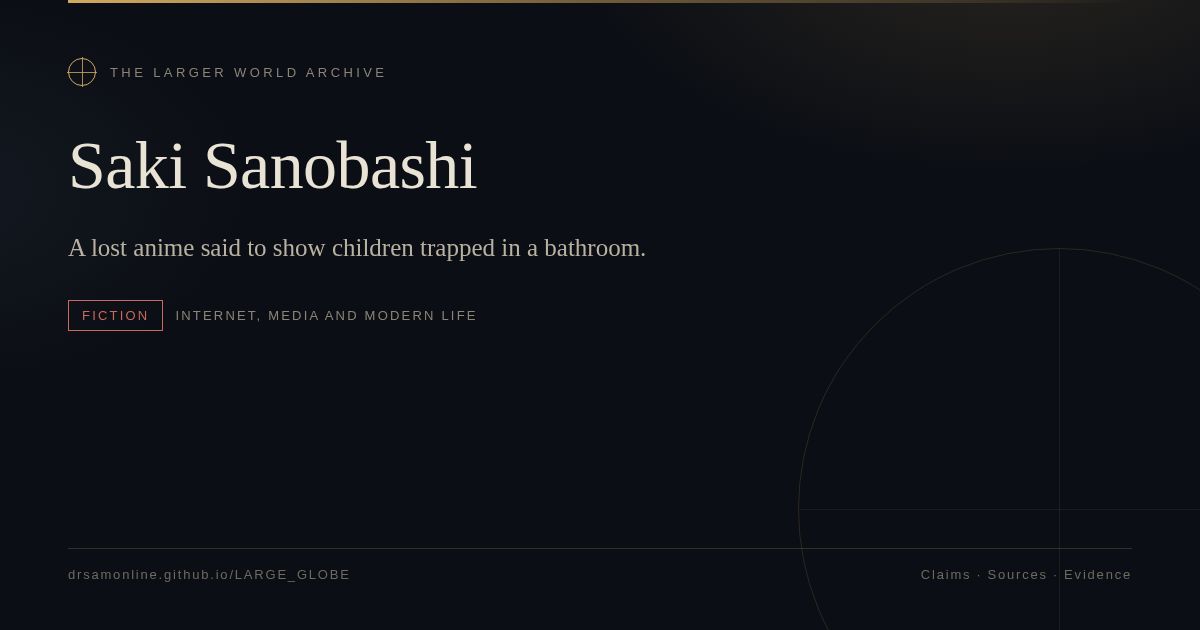 THE LARGER WORLD ARCHIVE
Saki Sanobashi
A lost anime said to show children trapped in a bathroom.
FICTION INTERNET, MEDIA AND MODERN LIFE
drsamonline.github.io/LARGE_GLOBE Claims · Sources · Evidence